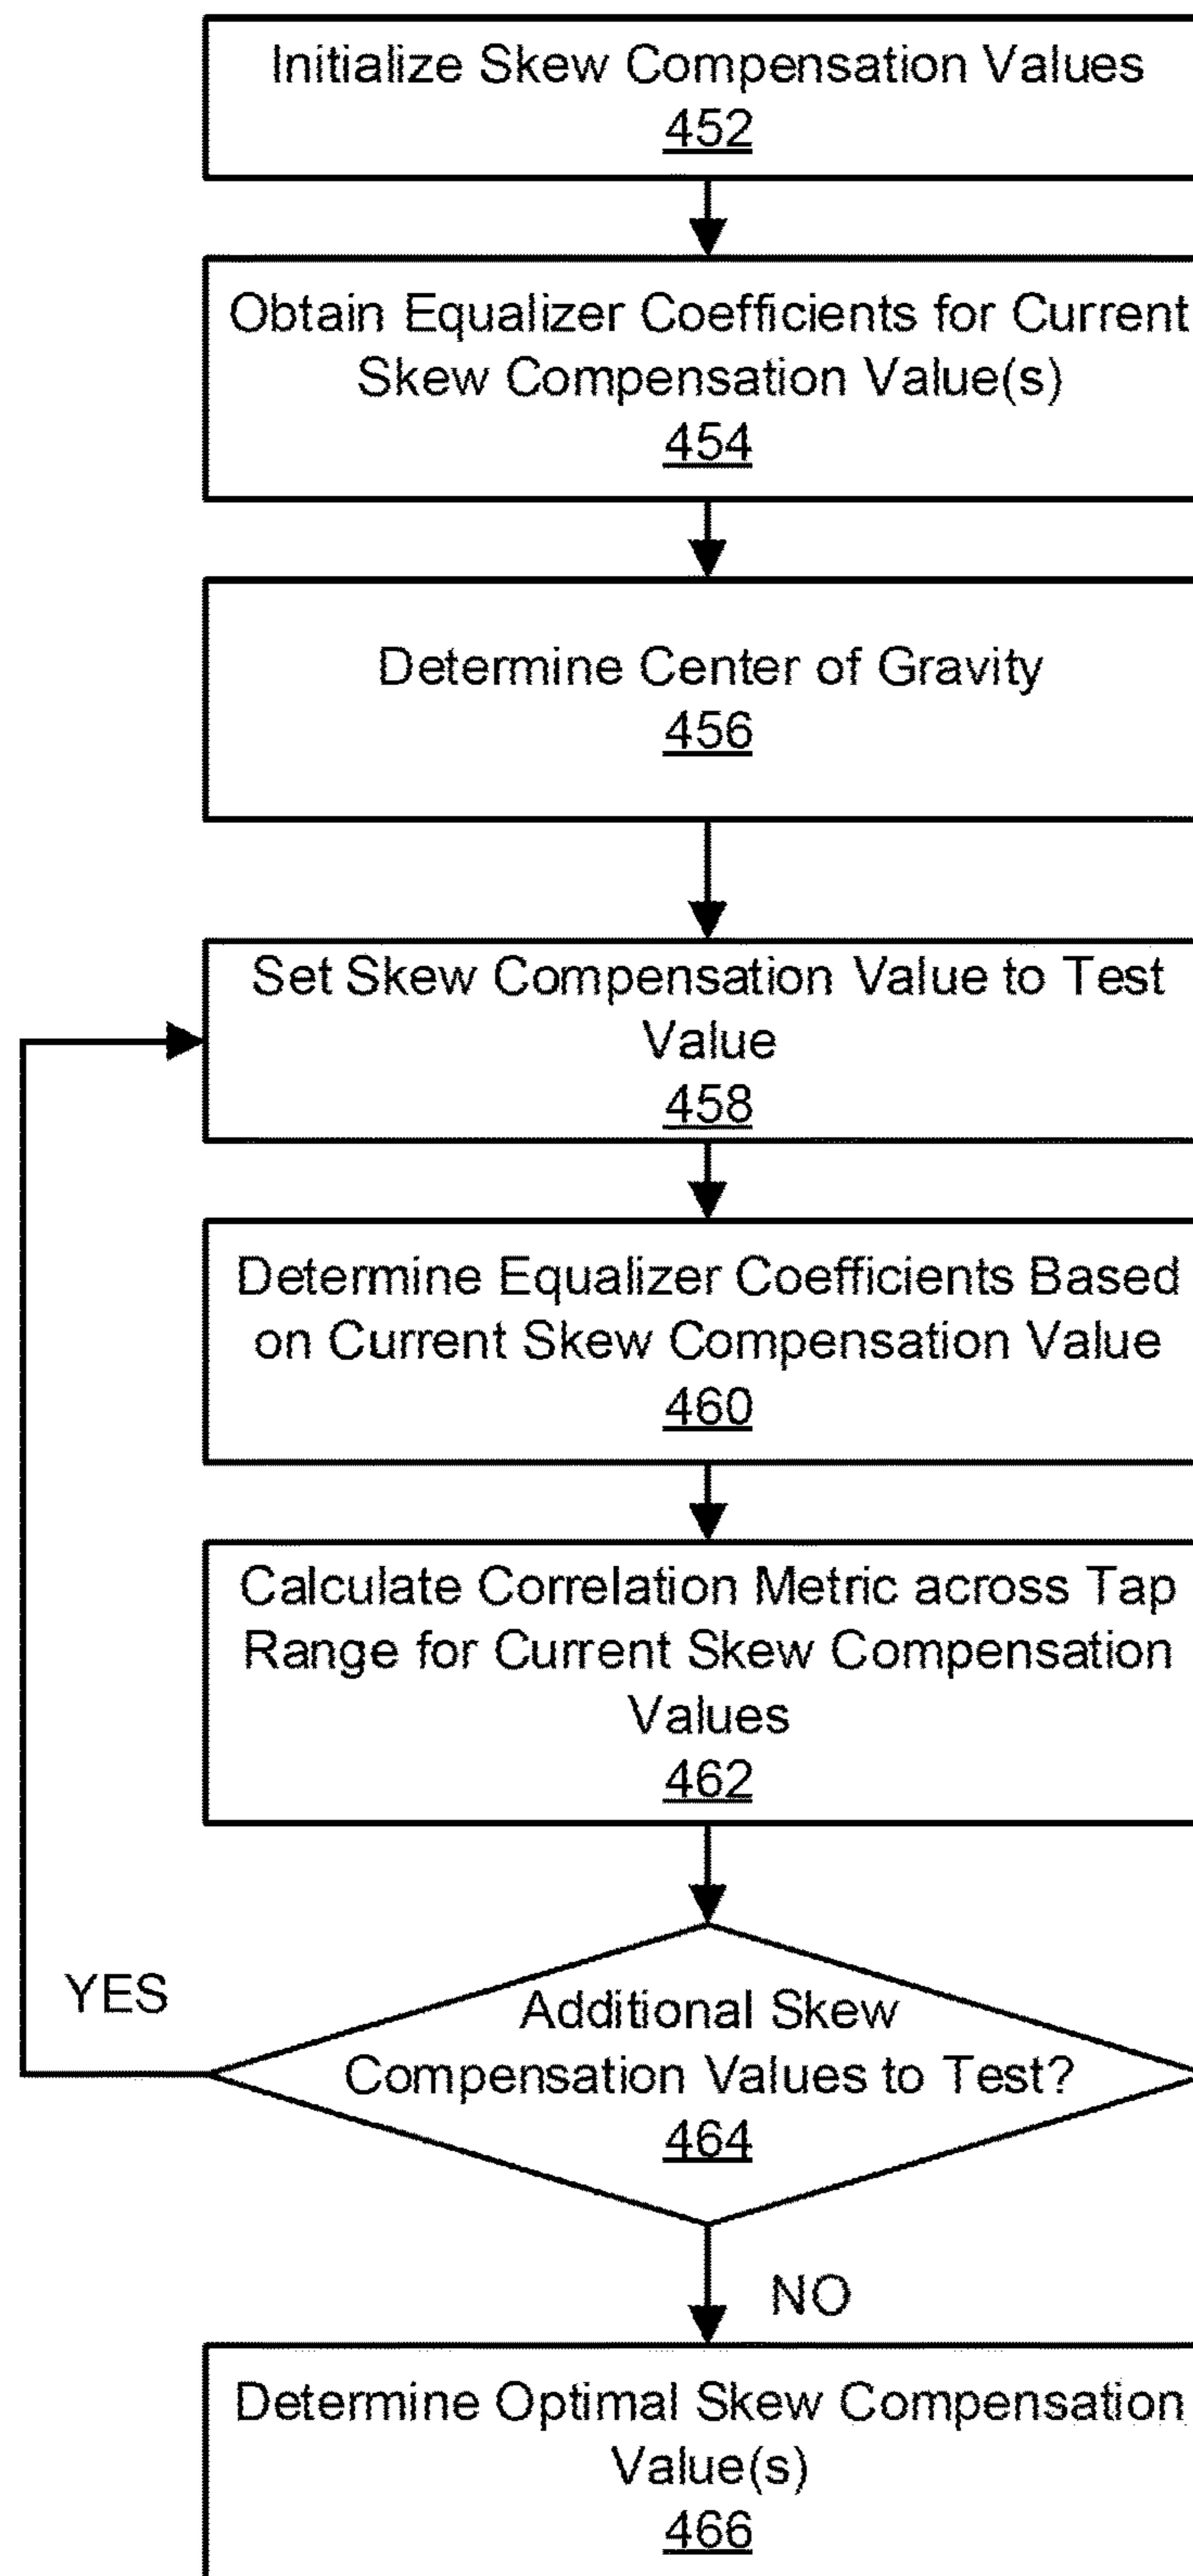 Initialize Skew Compensation Values
452
Obtain Equalizer Coefficients for Current
Skew Compensation Value(s)
454
Determine Center of Gravity
456
Set Skew Compensation Value to Test
Value
458
Determine Equalizer Coefficients Based
on Current Skew Compensation Value
460
Calculate Correlation Metric across Tap
Range for Current Skew Compensation
Values
462
YES
Additional Skew
Compensation Values to Test?
464
NO
Determine Optimal Skew Compensation
Value(s)
466